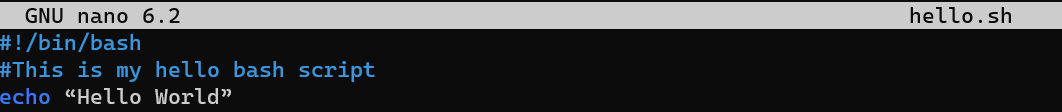 GNU nano 6.2 hello.sh
#!/bin/bash
#This is my hello bash script
echo “Hello World”